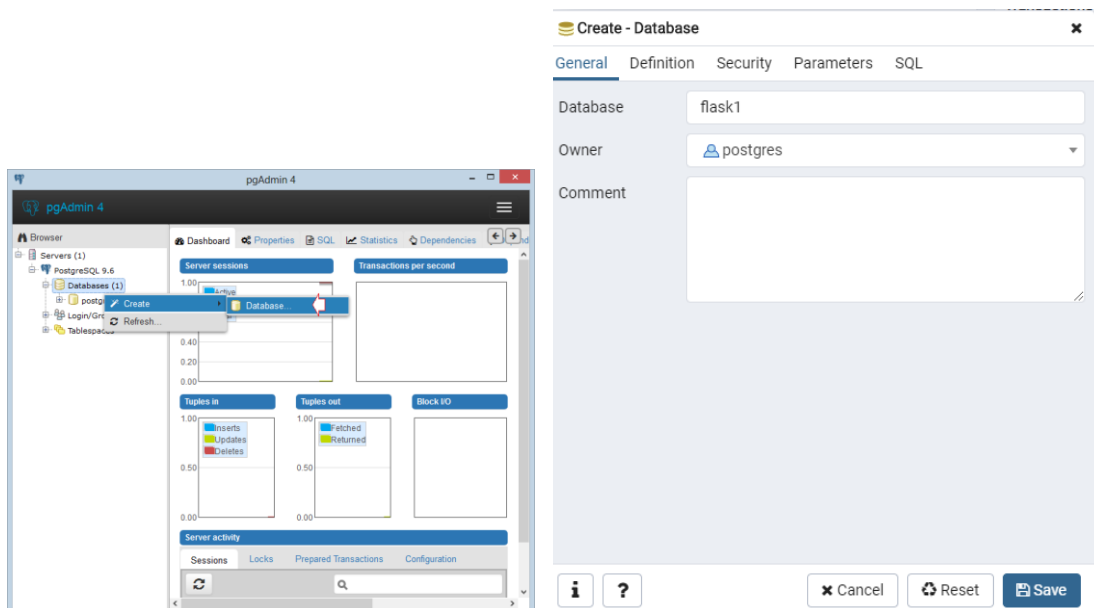 pgAdmin 4
pgAdmin 4
Browser
Servers (1)
PostgreSQL 9.6
Databases (1)
Create
Database...
Refresh...
Tablespaces
Dashboard
Properties
SQL
Statistics
Dependencies
Server sessions
Transactions per second
1.00
Active
0.40
0.20
0.00
Tuples in
Tuples out
Block I/O
1.00
Inserts
Updates
Deletes
0.50
0.00
1.00
Fetched
Returned
0.50
0.00
Server activity
Sessions
Locks
Prepared Transactions
Configuration
Create - Database
General Definition Security Parameters SQL
Database
flask1
Owner
postgres
Comment
i
?
Cancel
Reset
Save